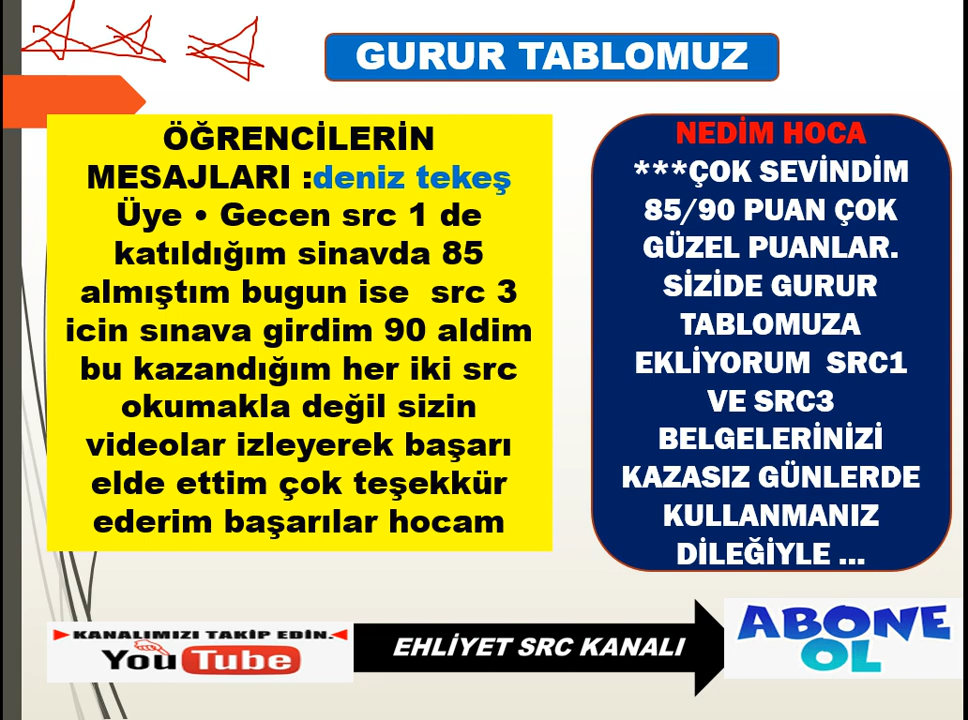 GURUR TABLOMUZ
ÖĞRENCİLERİN
MESAJLARI :deniz tekeş
Üye • Gecen src 1 de
katıldığım sinavda 85
almıştım bugun ise src 3
icin sınava girdim 90 aldim
bu kazandığım her iki src
okumakla değil sizin
videolar izleyerek başarı
elde ettim çok teşekkür
ederim başarılar hocam
NEDİM HOCA
***ÇOK SEVİNDİM
85/90 PUAN ÇOK
GÜZEL PUANLAR.
SİZİDE GURUR
TABLOMUZA
EKLİYORUM SRC1
VE SRC3
BELGELERİNİZİ
KAZASIZ GÜNLERDE
KULLANMANIZ
DİLEĞİYLE ...
KANALIMIZI TAKİP EDİN.
YouTube
EHLİYET SRC KANALI
ABONE
OL